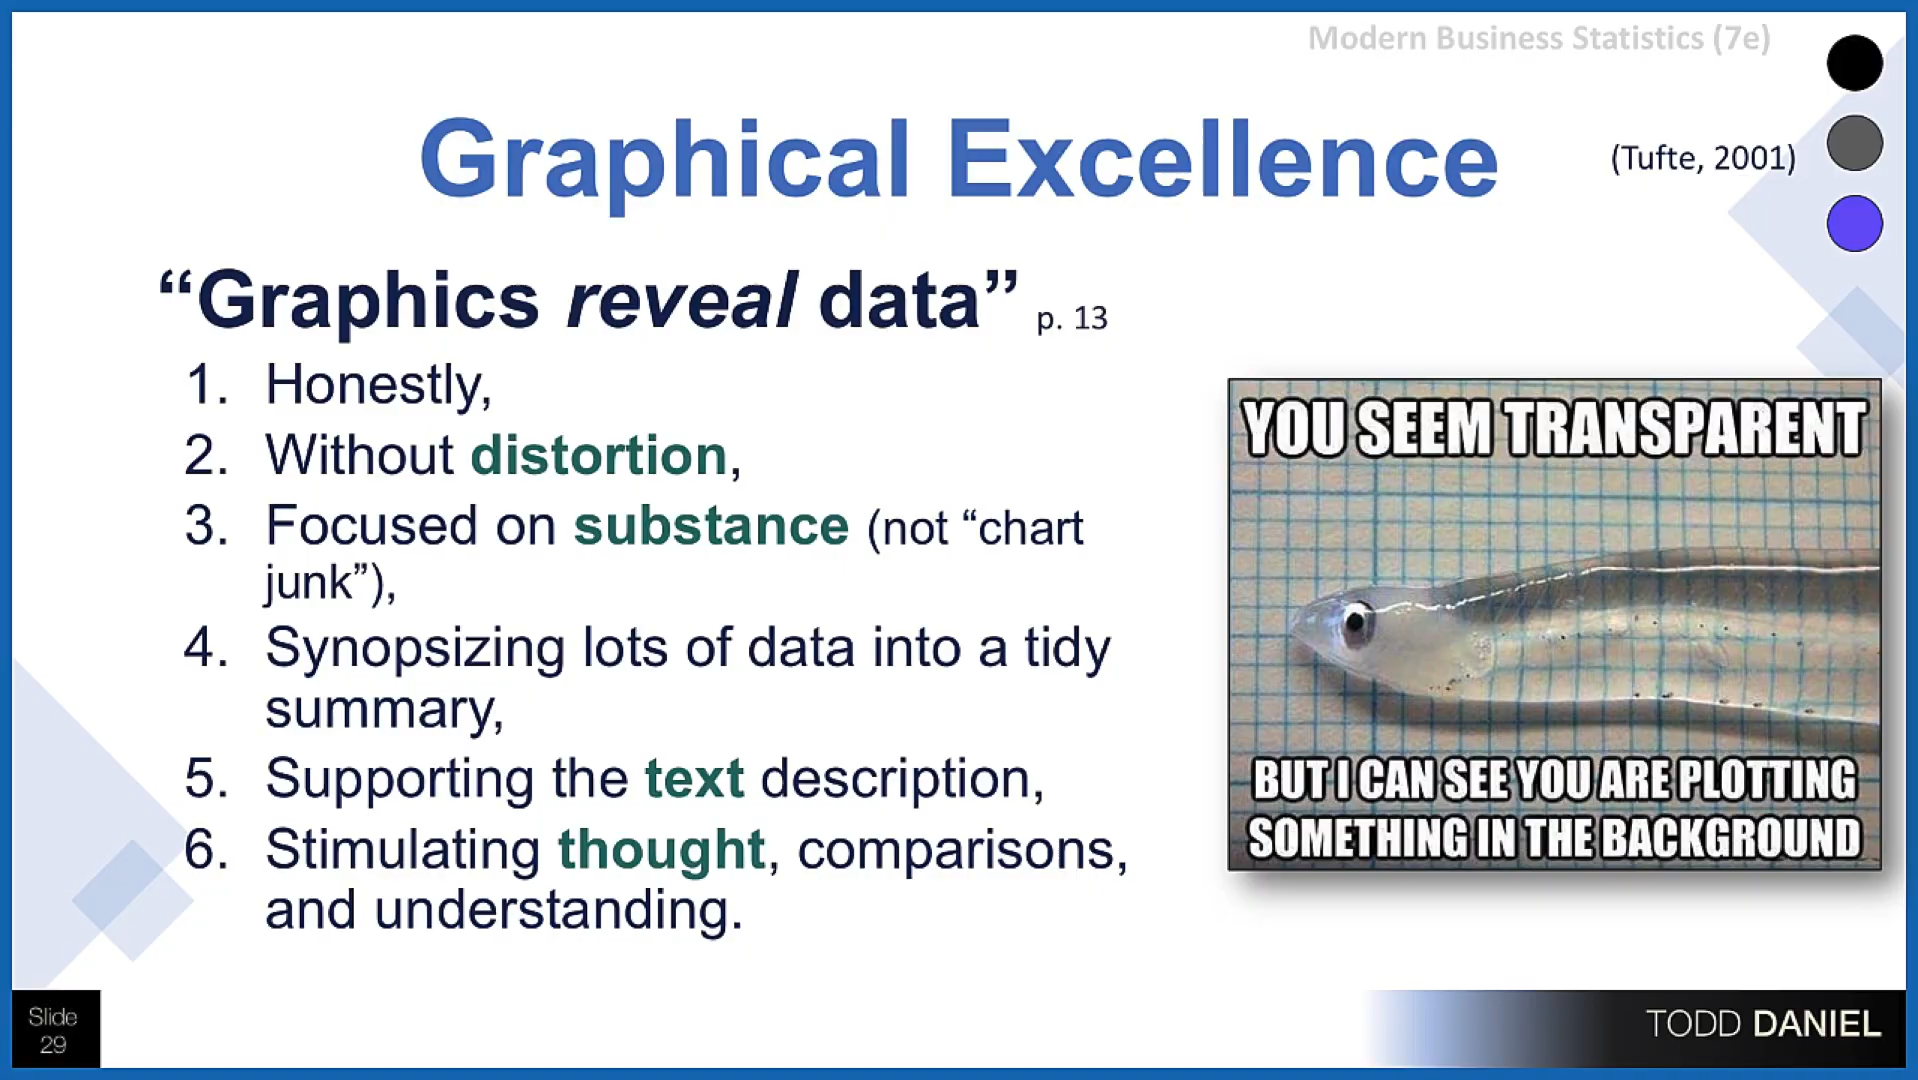 Modern Business Statistics (7e)
Graphical Excellence
(Tufte, 2001)
“Graphics reveal data” p. 13
1. Honestly,
2. Without distortion,
3. Focused on substance (not “chart
junk”),
4. Synopsizing lots of data into a tidy
summary,
5. Supporting the text description,
6. Stimulating thought, comparisons,
and understanding.
YOU SEEM TRANSPARENT
BUT I CAN SEE YOU ARE PLOTTING
SOMETHING IN THE BACKGROUND
Slide
29
TODD DANIEL